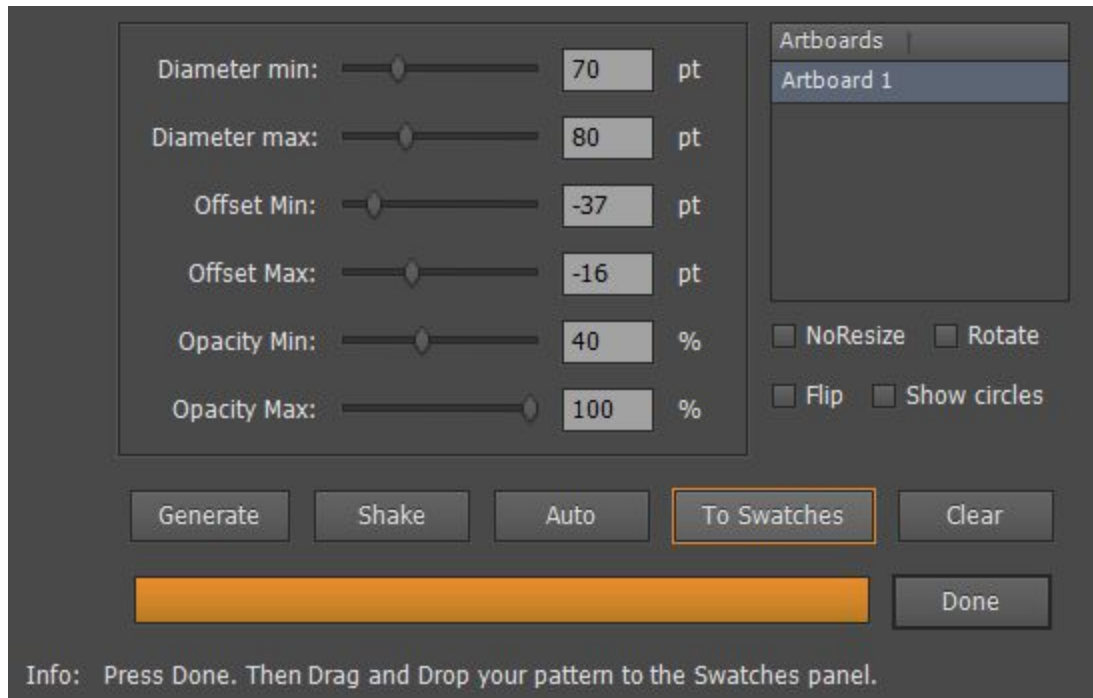 Diameter min: 70 pt
Diameter max: 80 pt
Offset Min: -37 pt
Offset Max: -16 pt
Opacity Min: 40 %
Opacity Max: 100 %
Artboards
Artboard 1
NoResize Rotate
Flip Show circles
Generate Shake Auto To Swatches Clear
Done
Info: Press Done. Then Drag and Drop your pattern to the Swatches panel.